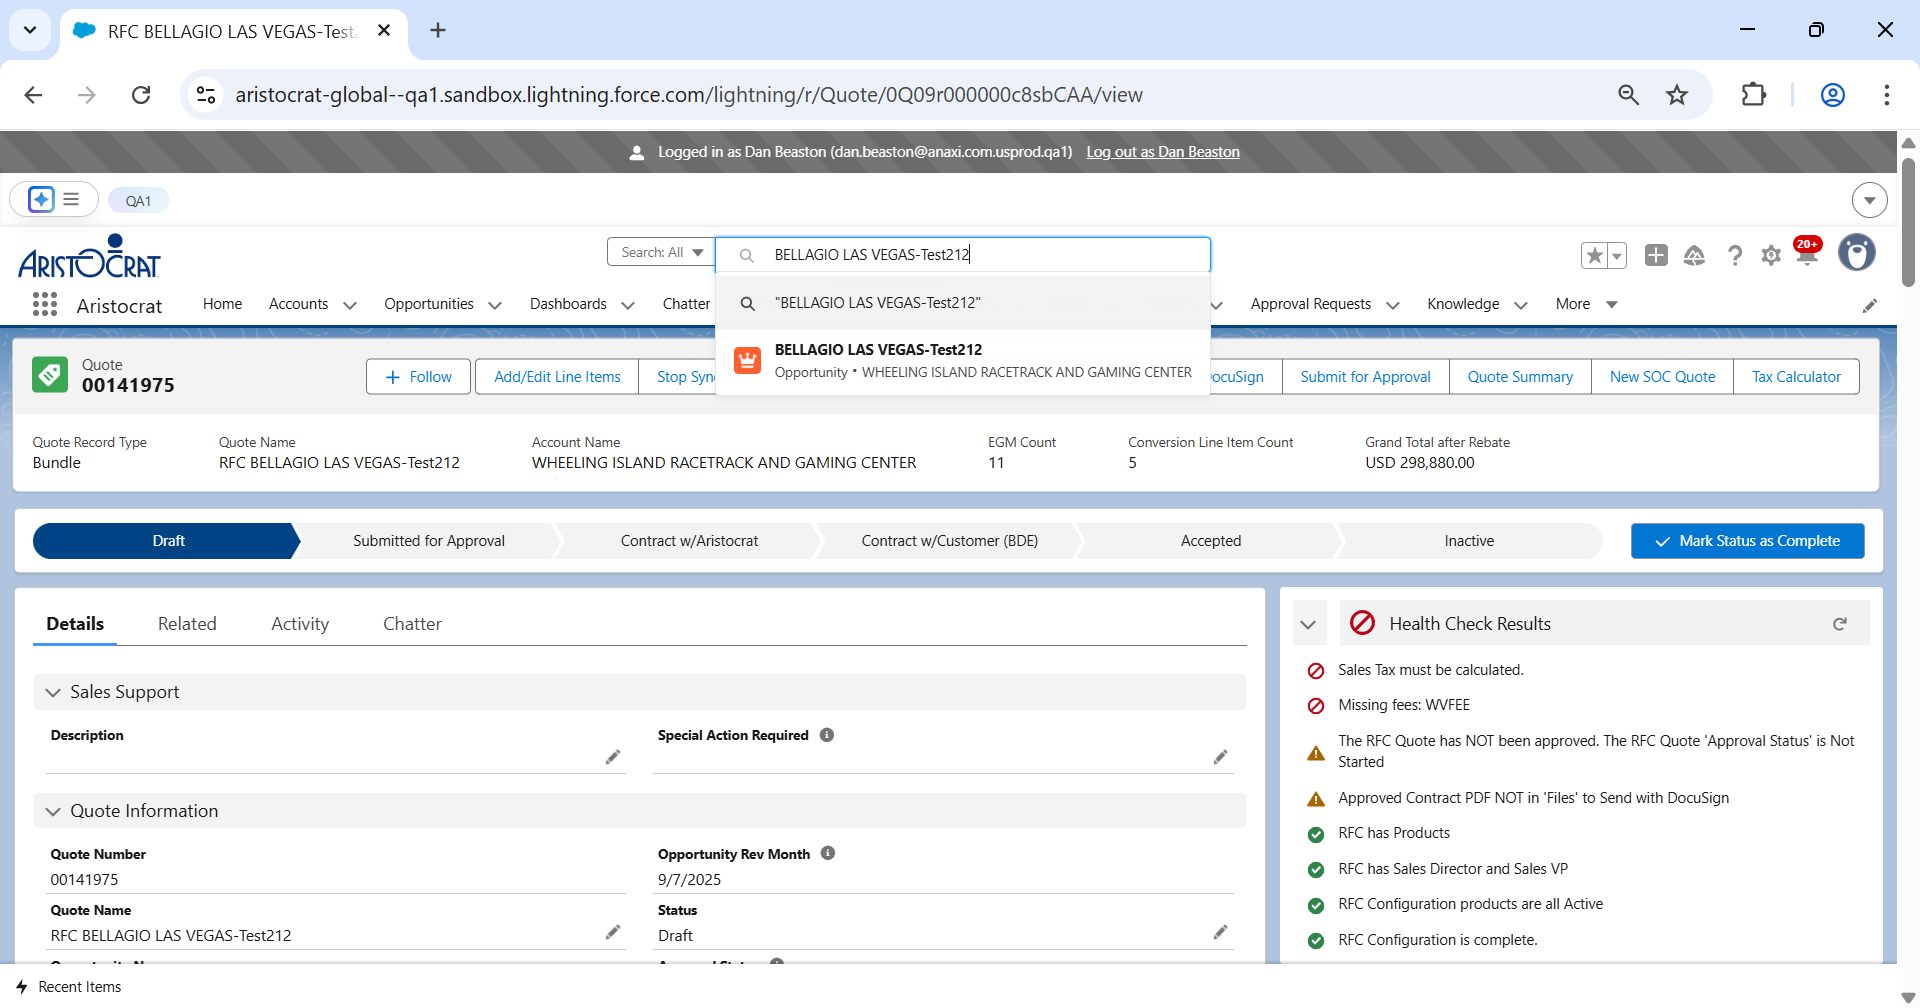 RFC BELLAGIO LAS VEGAS-Test2
aristocrat-global--qa1.sandbox.lightning.force.com/lightning/r/Quote/0Q09r000000c8sbCAA/view
Logged in as Dan Beaston (dan.beaston@anaxi.com.usprod.qa1) Log out as Dan Beaston
QA1
ARISTOCRAT
Search: All
BELLAGIO LAS VEGAS-Test212
20+
Aristocrat
Home
Accounts
Opportunities
Dashboards
Chatter
"BELLAGIO LAS VEGAS-Test212"
Approval Requests
Knowledge
More
BELLAGIO LAS VEGAS-Test212
Opportunity • WHEELING ISLAND RACETRACK AND GAMING CENTER
Quote
00141975
Follow
Add/Edit Line Items
Stop Syn
ocuSign
Submit for Approval
Quote Summary
New SOC Quote
Tax Calculator
Quote Record Type
Bundle
Quote Name
RFC BELLAGIO LAS VEGAS-Test212
Account Name
WHEELING ISLAND RACETRACK AND GAMING CENTER
EGM Count
11
Conversion Line Item Count
5
Grand Total after Rebate
USD 298,880.00
Draft
Submitted for Approval
Contract w/Aristocrat
Contract w/Customer (BDE)
Accepted
Inactive
Mark Status as Complete
Details
Related
Activity
Chatter
Sales Support
Description
Special Action Required
Quote Information
Quote Number
00141975
Opportunity Rev Month
9/7/2025
Quote Name
RFC BELLAGIO LAS VEGAS-Test212
Status
Draft
Health Check Results
Sales Tax must be calculated.
Missing fees: WVFEE
The RFC Quote has NOT been approved. The RFC Quote 'Approval Status' is Not
Started
Approved Contract PDF NOT in 'Files' to Send with DocuSign
RFC has Products
RFC has Sales Director and Sales VP
RFC Configuration products are all Active
RFC Configuration is complete.
Recent Items